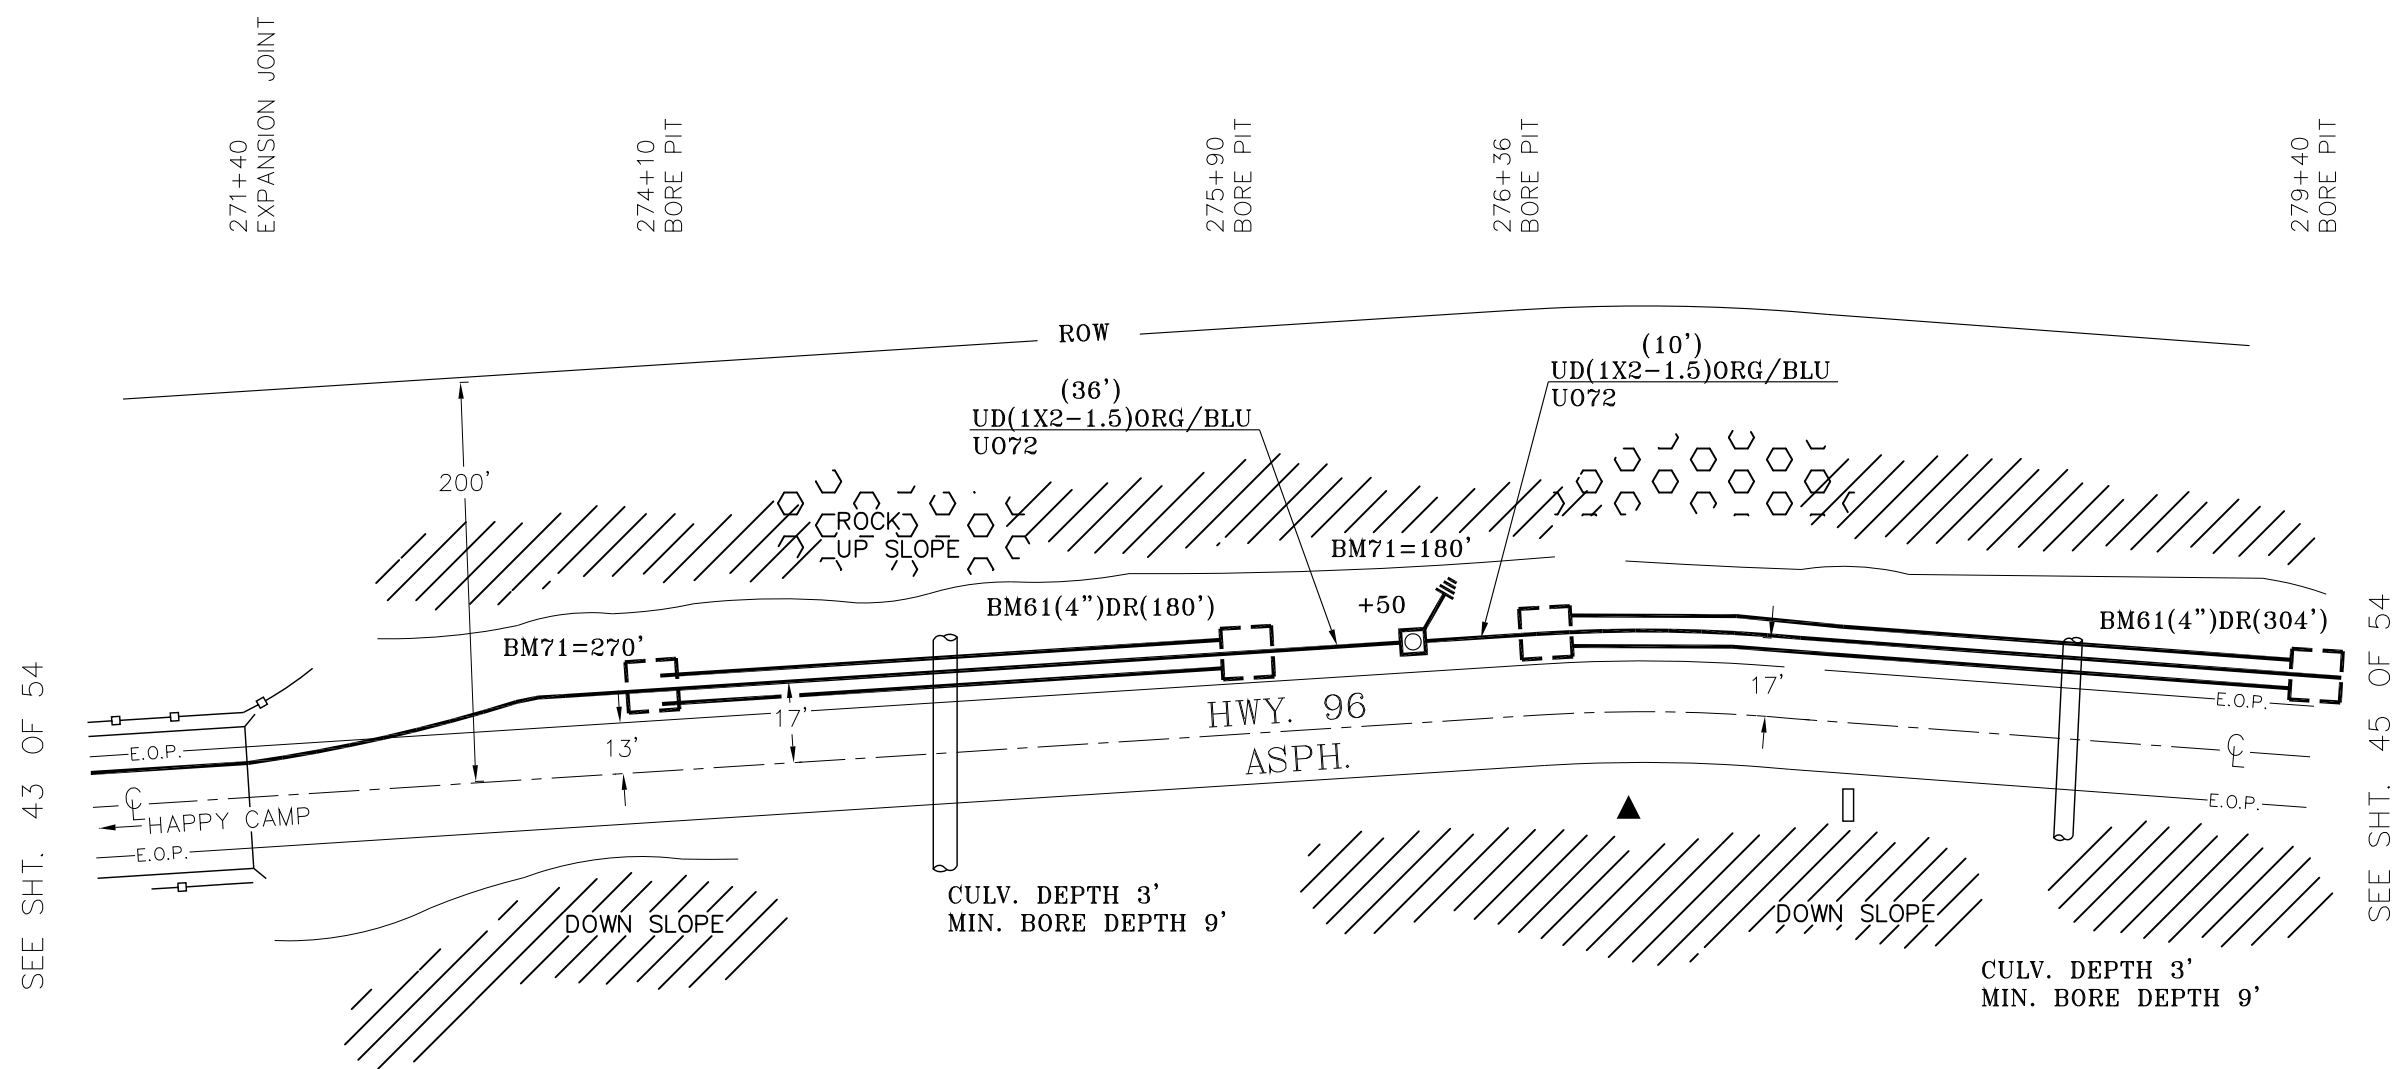 271+40
EXPANSION JOINT
274+10
BORE PIT
275+90
BORE PIT
276+36
BORE PIT
279+40
BORE PIT
ROW
(36')
UD(1X2-1.5)ORG/BLU
UO72
(10')
UD(1X2-1.5)ORG/BLU
UO72
200'
ROCK
UP SLOPE
BM71=180'
BM61(4")DR(180')
+50
BM61(4")DR(304')
BM71=270'
17'
13'
17'
HWY. 96
ASPH.
E.O.P.
E.O.P.
℄
℄
HAPPY CAMP
E.O.P.
E.O.P.
CULV. DEPTH 3'
MIN. BORE DEPTH 9'
DOWN SLOPE
DOWN SLOPE
CULV. DEPTH 3'
MIN. BORE DEPTH 9'
SEE SHT. 43 OF 54
SEE SHT. 45 OF 54